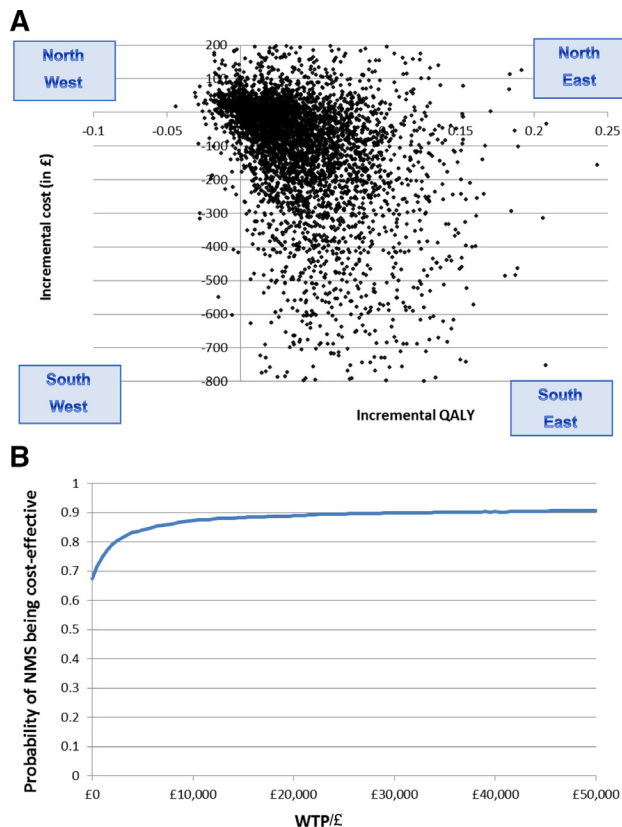 A
North
West
North
East
200
100
-0.1
-0.05
0.15
0.2
0.25
-100
-200
-300
-400
-500
-600
-700
-800
Incremental cost (in £)
South
West
Incremental QALY
South
East
B
Probability of NMS being cost-effective
1
0.9
0.8
0.7
0.6
0.5
0.4
0.3
0.2
0.1
0
£0
£10,000
£20,000
£30,000
£40,000
£50,000
WTP/£